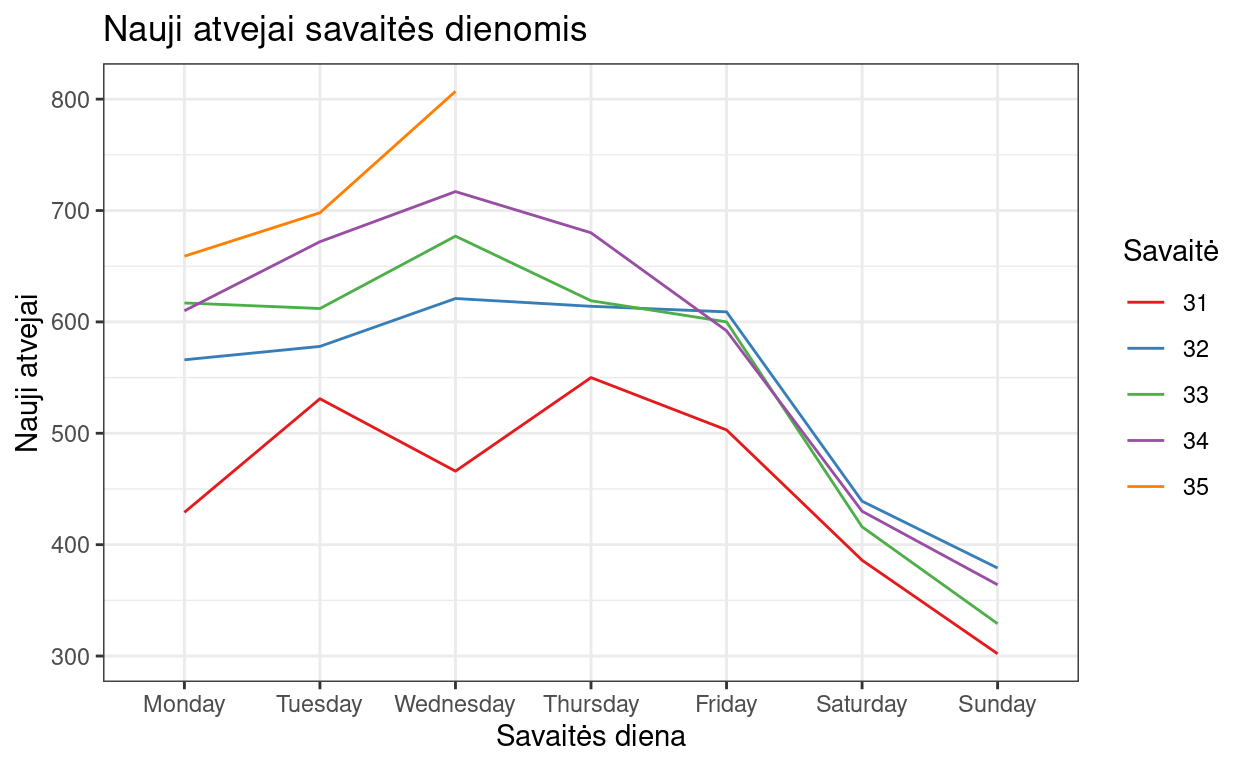 Nauji atvejai savaitės dienomis
Nauji atvejai
800
700
600
500
400
300
Monday Tuesday Wednesday Thursday Friday Saturday Sunday
Savaitės diena
Savaitė
31
32
33
34
35